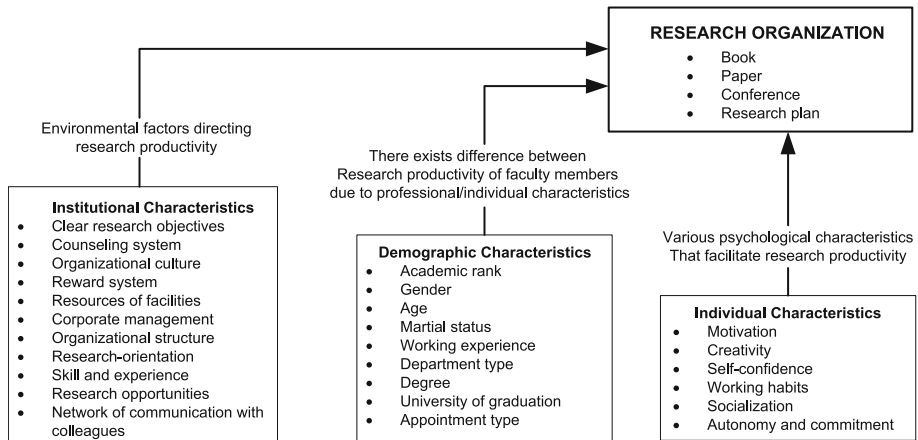 RESEARCH ORGANIZATION
• Book
• Paper
• Conference
• Research plan
Environmental factors directing
research productivity
There exists difference between
Research productivity of faculty members
due to professional/individual characteristics
Various psychological characteristics
That facilitate research productivity
Institutional Characteristics
• Clear research objectives
• Counseling system
• Organizational culture
• Reward system
• Resources of facilities
• Corporate management
• Organizational structure
• Research-orientation
• Skill and experience
• Research opportunities
• Network of communication with
colleagues
Demographic Characteristics
• Academic rank
• Gender
• Age
• Martial status
• Working experience
• Department type
• Degree
• University of graduation
• Appointment type
Individual Characteristics
• Motivation
• Creativity
• Self-confidence
• Working habits
• Socialization
• Autonomy and commitment